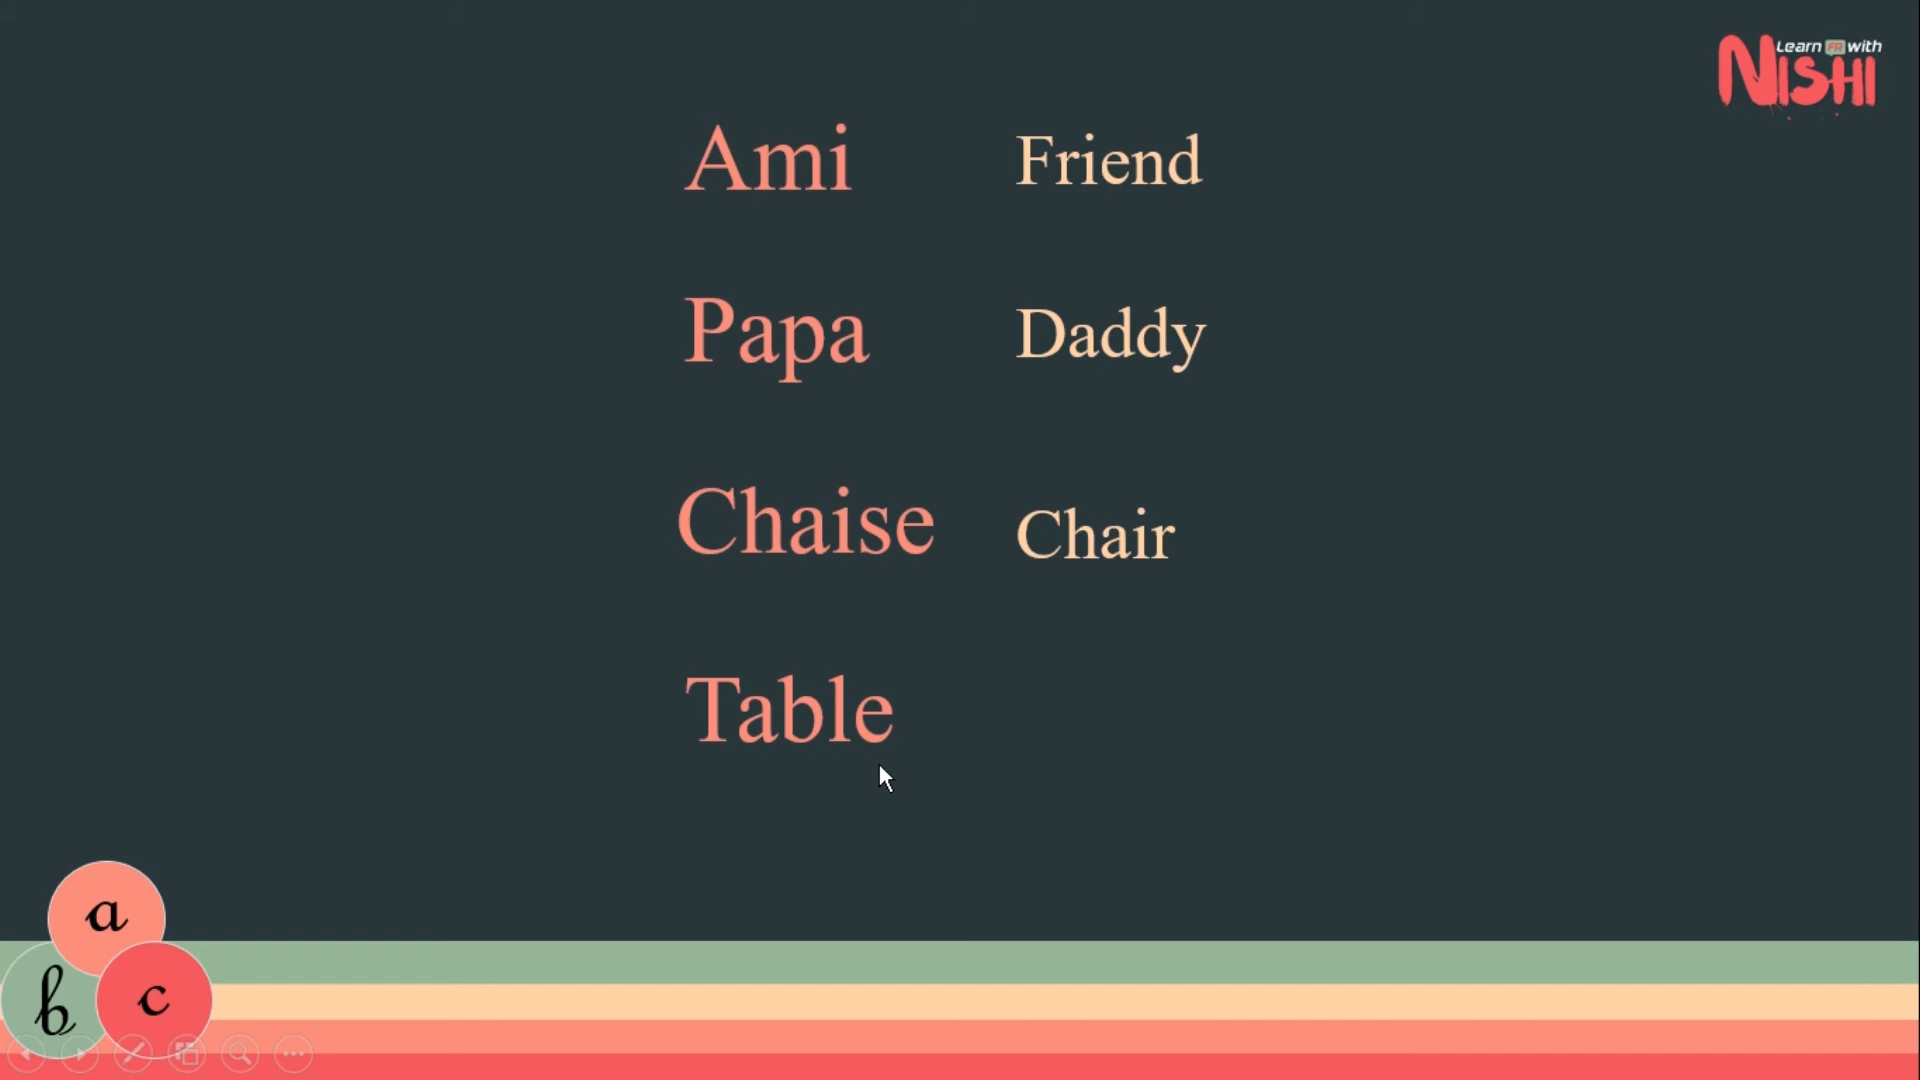 Learn FR with
NISHI
Ami Friend
Papa Daddy
Chaise Chair
Table
a
b c